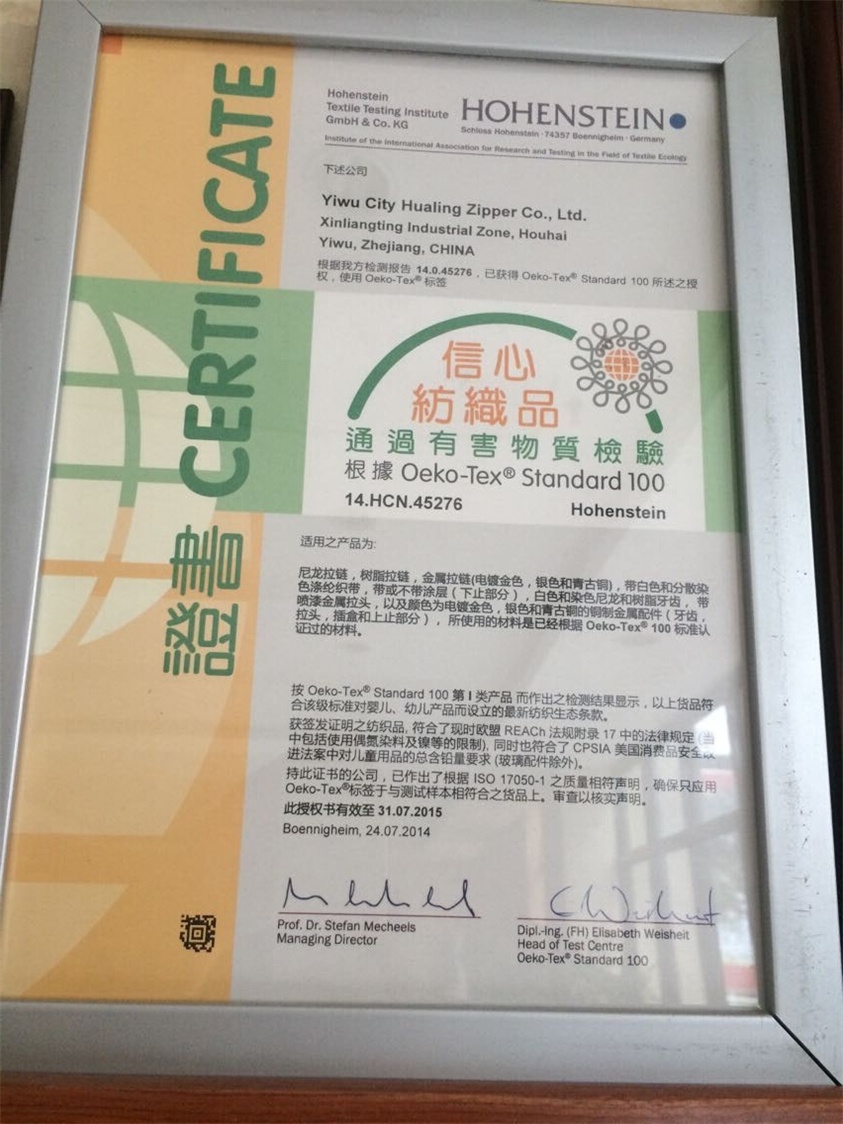 CERTIFICATE
證書
Hohenstein
Textile Testing Institute
GmbH & Co. KG
HOHENSTEIN
Schloss Hohenstein · 74357 Boennigheim · Germany
Institute of the International Association for Research and Testing in the Field of Textile Ecology
下述公司
Yiwu City Hualing Zipper Co., Ltd.
Xinliangting Industrial Zone, Houhai
Yiwu, Zhejiang, CHINA
根据我方检测报告 14.0.45276，已获得 Oeko-Tex® Standard 100 所述之授
权，使用 Oeko-Tex® 标签
信心
紡織品
通過有害物質檢驗
根據 Oeko-Tex® Standard 100
14.HCN.45276 Hohenstein
适用之产品为:
尼龙拉链，树脂拉链，金属拉链(电镀金色，银色和青古铜)，带白色和分散染
色涤纶织带，带或不带涂层（下止部分），白色和染色尼龙和树脂牙齿，带
喷漆金属拉头，以及颜色为电镀金色，银色和青古铜的铜制金属配件（牙齿，
拉头，插盒和上止部分），所使用的材料是已经根据 Oeko-Tex® 100 标准认
证过的材料。
按 Oeko-Tex® Standard 100 第 I 类产品 而作出之检测结果显示，以上货品符
合该级标准对婴儿、幼儿产品而设立的最新纺织生态条款。
获签发证明之纺织品, 符合了现时欧盟 REACh 法规附录 17 中的法律规定 (当
中包括使用偶氮染料及镍等的限制), 同时也符合了 CPSIA 美国消费品安全改
进法案中对儿童用品的总含铅量要求 (玻璃配件除外)。
持此证书的公司，已作出了根据 ISO 17050-1 之质量相符声明，确保只应用
Oeko-Tex®标签于与测试样本相符合之货品上。审查以核实声明。
此授权书有效至 31.07.2015
Boennigheim, 24.07.2014
Prof. Dr. Stefan Mecheels
Managing Director
Dipl.-Ing. (FH) Elisabeth Weisheit
Head of Test Centre
Oeko-Tex® Standard 100